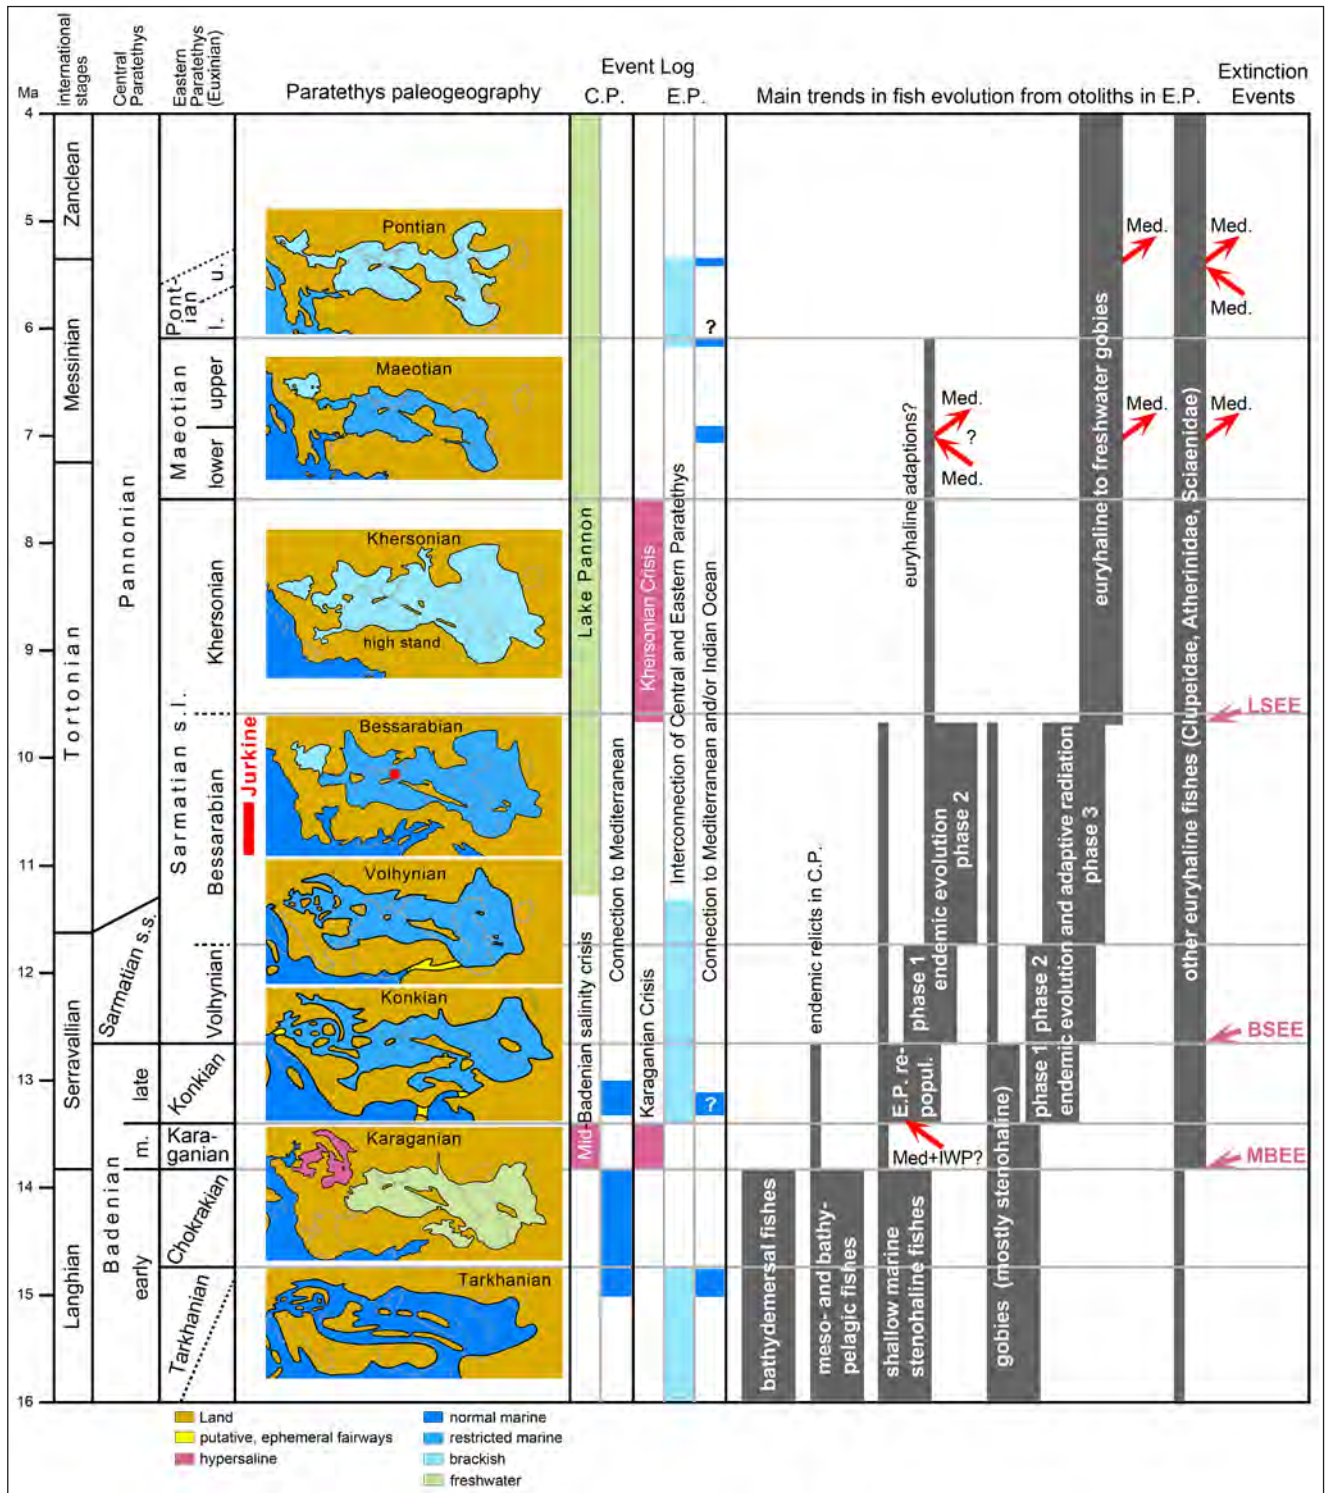 Ma
international
stages
Central
Paratethys
Eastern
Paratethys
(Euxinian)
Paratethys paleogeography
Event Log
C.P.
E.P.
Main trends in fish evolution from otoliths in E.P.
Extinction
Events
4
5
6
7
8
9
10
11
12
13
14
15
16
Zanclean
Messinian
Tortonian
Serravallian
Langhian
Pannonian
Sarmatian s.s.
Badenian
late
m.
early
Pont-
ian
u.
l.
Maeotian
upper
lower
Sarmatian s.l.
Khersonian
Bessarabian
Volhynian
Konkian
Kara-
ganian
Chokrakian
Tarkhanian
Jurkine
Pontian
Maeotian
Khersonian
high stand
Bessarabian
Volhynian
Konkian
Karaganian
Tarkhanian
Lake Pannon
Mid-Badenian salinity crisis
Connection to Mediterranean
Khersonian Crisis
Karaganian Crisis
Interconnection of Central and Eastern Paratethys
Connection to Mediterranean and/or Indian Ocean
?
?
bathydemersal fishes
meso- and bathy-
pelagic fishes
endemic relicts in C.P.
shallow marine
stenohaline fishes
E.P. re-
popul.
Med+IWP?
phase 1
endemic evolution
phase 2
euryhaline adaptions?
Med.
?
Med.
gobies (mostly stenohaline)
phase 1
phase 2
endemic evolution and adaptive radiation
phase 3
euryhaline to freshwater gobies
Med.
Med.
other euryhaline fishes (Clupeidae, Atherinidae, Sciaenidae)
Med.
Med.
Med.
LSEE
BSEE
MBEE
Land
putative, ephemeral fairways
hypersaline
normal marine
restricted marine
brackish
freshwater